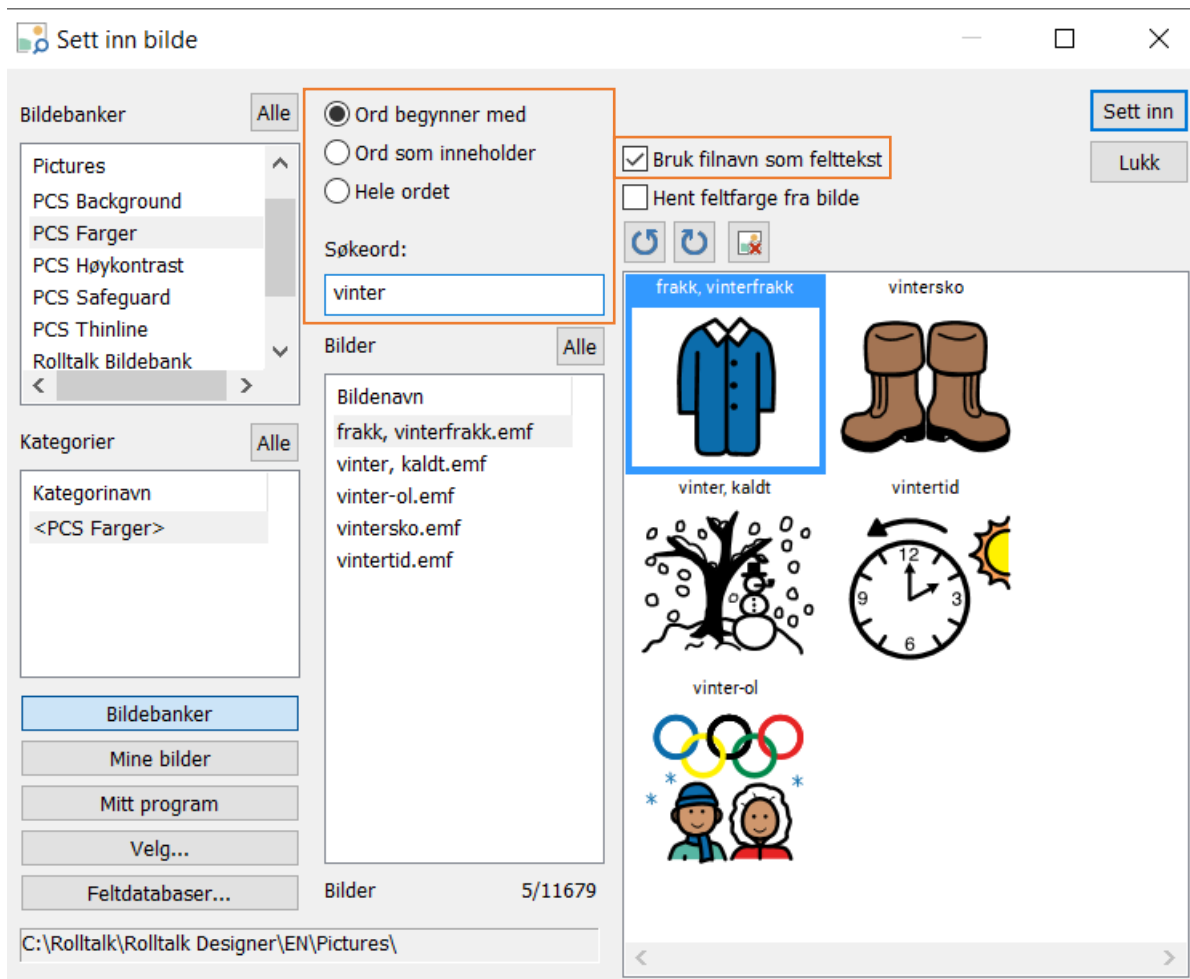 Sett inn bilde
Bildebanker
Alle
Pictures
PCS Background
PCS Farger
PCS Høykontrast
PCS Safeguard
PCS Thinline
Rolltalk Bildebank
Kategorier
Alle
Kategorinavn
<PCS Farger>
Bildebanker
Mine bilder
Mitt program
Velg...
Feltdatabaser...
C:\Rolltalk\Rolltalk Designer\EN\Pictures\
Ord begynner med
Ord som inneholder
Hele ordet
Søkeord:
vinter
Bilder
Alle
Bildenavn
frakk, vinterfrakk.emf
vinter, kaldt.emf
vinter-ol.emf
vintersko.emf
vintertid.emf
Bilder 5/11679
Bruk filnavn som felttekst
Hent feltfarge fra bilde
Sett inn
Lukk
frakk, vinterfrakk
vintersko
vinter, kaldt
vintertid
12
9 3
6
vinter-ol